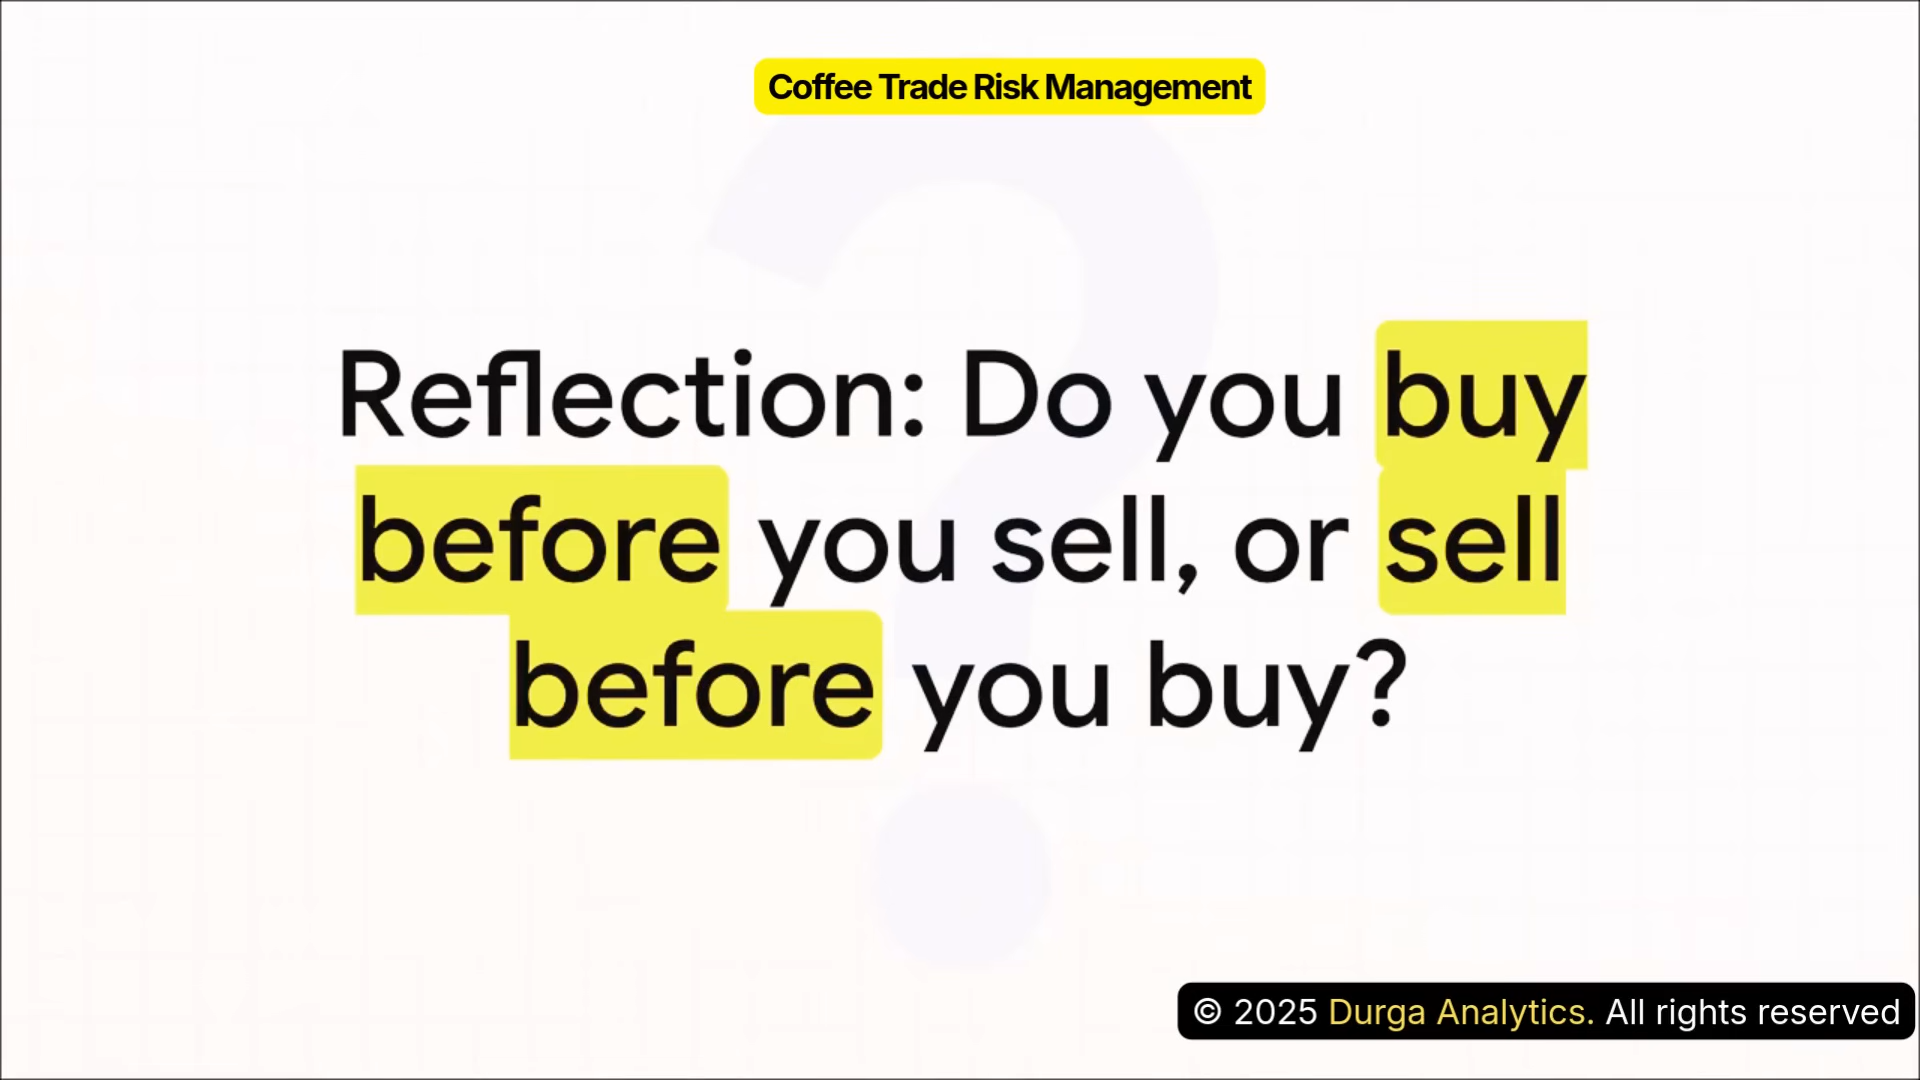 Coffee Trade Risk Management
Reflection: Do you buy
before you sell, or sell
before you buy?
© 2025 Durga Analytics. All rights reserved